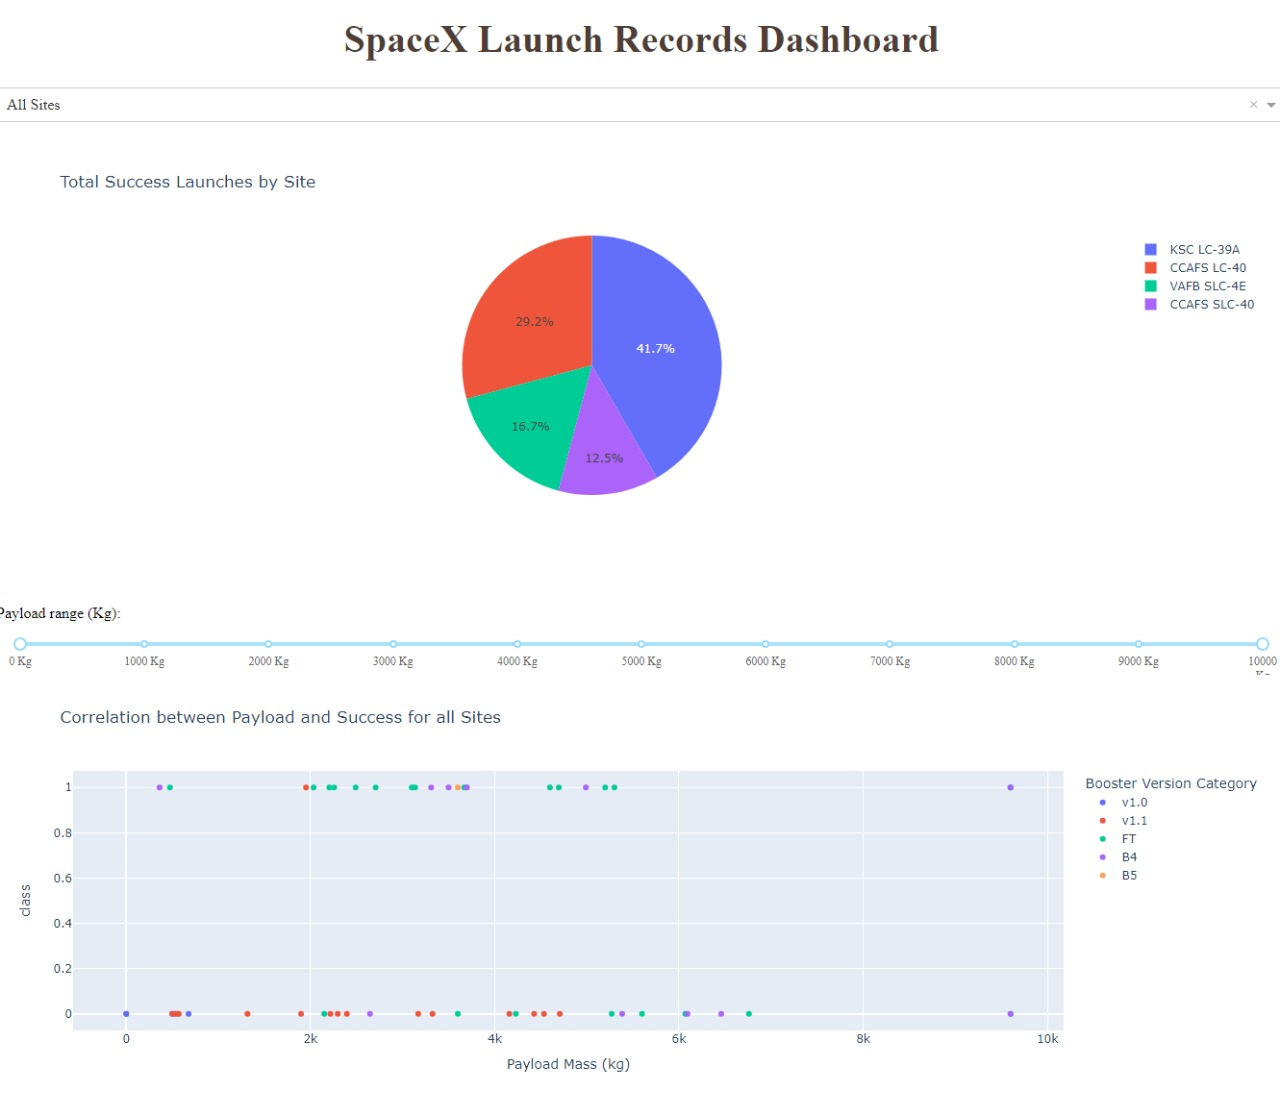 SpaceX Launch Records Dashboard
All Sites
×
Total Success Launches by Site
KSC LC-39A
CCAFS LC-40
VAFB SLC-4E
CCAFS SLC-40
29.2%
41.7%
16.7%
12.5%
Payload range (Kg):
0 Kg 1000 Kg 2000 Kg 3000 Kg 4000 Kg 5000 Kg 6000 Kg 7000 Kg 8000 Kg 9000 Kg 10000
Correlation between Payload and Success for all Sites
Booster Version Category
v1.0
v1.1
FT
B4
B5
1
0.8
0.6
0.4
0.2
0
class
0 2k 4k 6k 8k 10k
Payload Mass (kg)